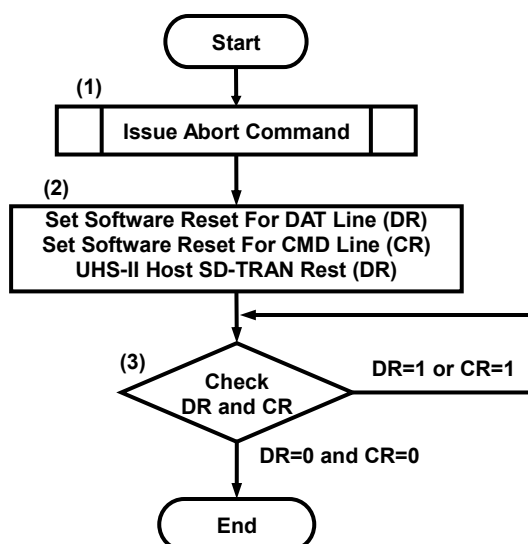 Start
(1)
Issue Abort Command
(2)
Set Software Reset For DAT Line (DR)
Set Software Reset For CMD Line (CR)
UHS-II Host SD-TRAN Rest (DR)
(3)
Check
DR and CR
DR=1 or CR=1
DR=0 and CR=0
End